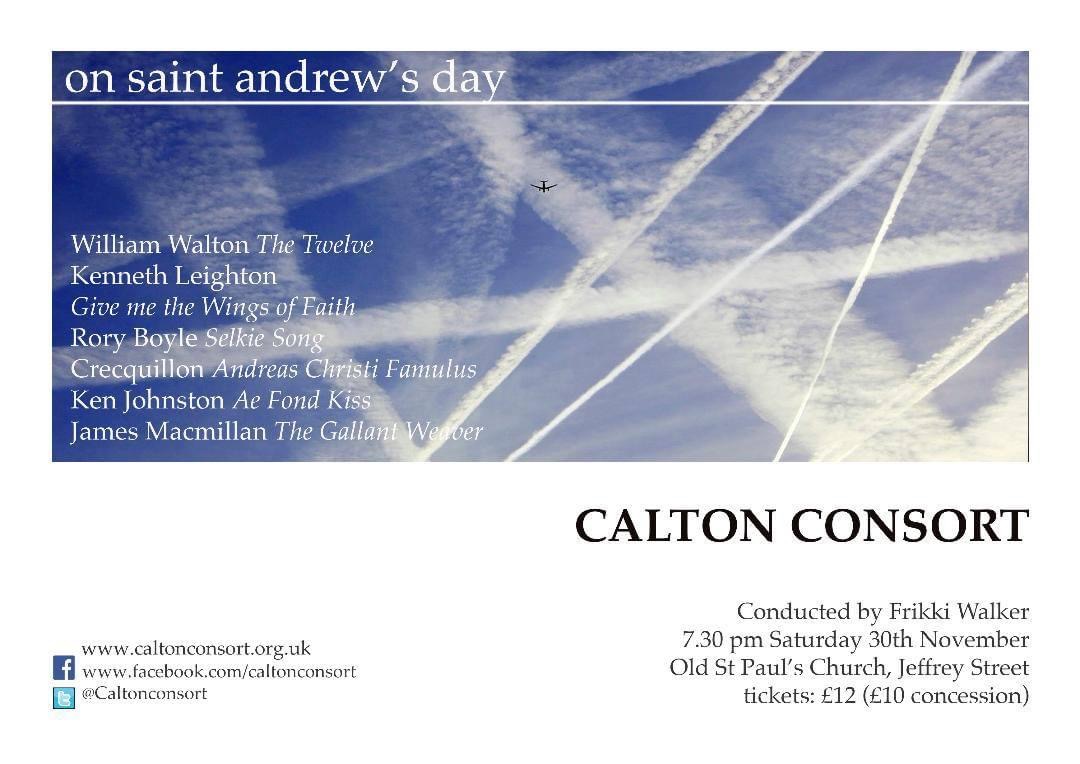 on saint andrew's day
William Walton The Twelve
Kenneth Leighton
Give me the Wings of Faith
Rory Boyle Selkie Song
Crecquillon Andreas Christi Famulus
Ken Johnston Ae Fond Kiss
James Macmillan The Gallant Weaver
CALTON CONSORT
Conducted by Frikki Walker
7.30 pm Saturday 30th November
Old St Paul's Church, Jeffrey Street
tickets: £12 (£10 concession)
www.caltonconsort.org.uk
www.facebook.com/caltonconsort
@Caltonconsort